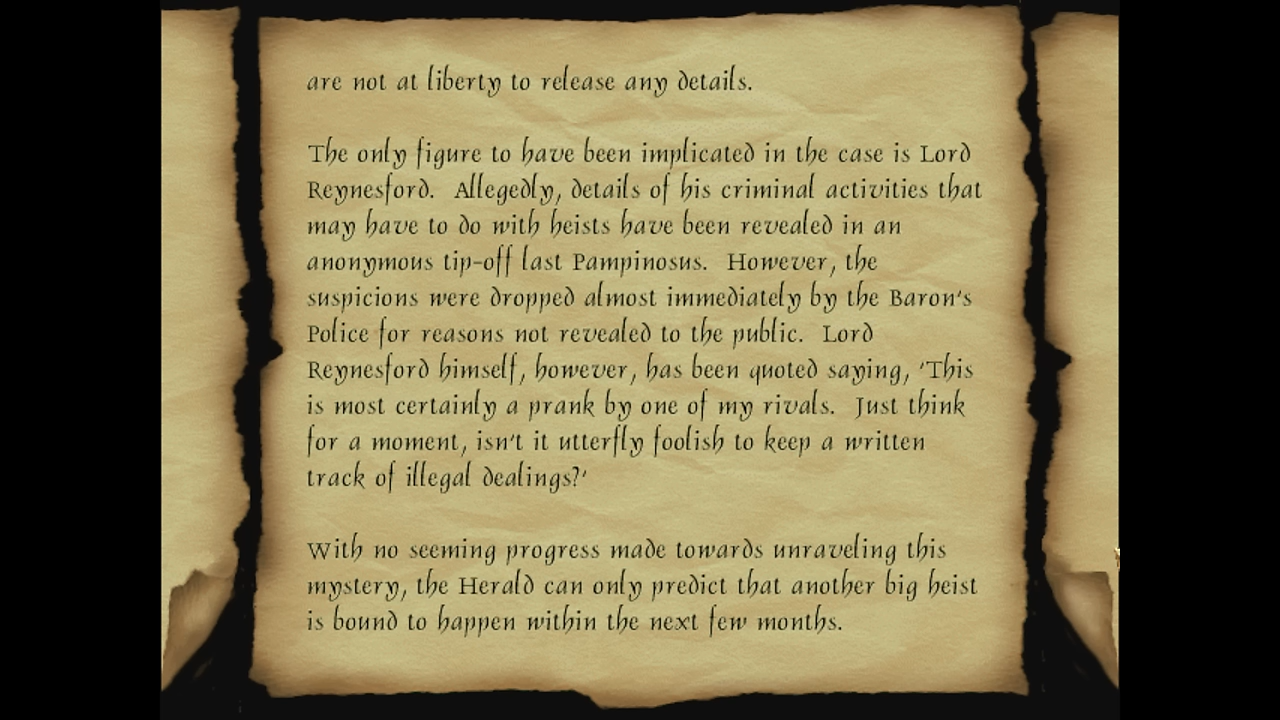 are not at liberty to release any details.
The only figure to have been implicated in the case is Lord
Reynesford.  Allegedly, details of his criminal activities that
may have to do with heists have been revealed in an
anonymous tip-off last Pampinosus.  However, the
suspicions were dropped almost immediately by the Baron's
Police for reasons not revealed to the public.  Lord
Reynesford himself, however, has been quoted saying, 'This
is most certainly a prank by one of my rivals.  Just think
for a moment, isn't it utterfly foolish to keep a written
track of illegal dealings?'
With no seeming progress made towards unraveling this
mystery, the Herald can only predict that another big heist
is bound to happen within the next few months.